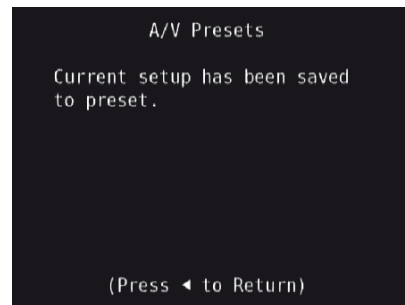 A/V Presets
Current setup has been saved
to preset.
(Press ◄ to Return)